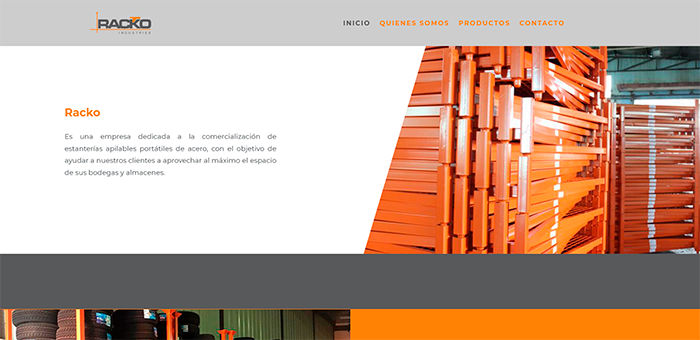 RACKO
INDUSTRIES
INICIO QUIENES SOMOS PRODUCTOS CONTACTO
Racko
Es una empresa dedicada a la comercialización de
estanterías apilables portátiles de acero, con el objetivo de
ayudar a nuestros clientes a aprovechar al máximo el espacio
de sus bodegas y almacenes.